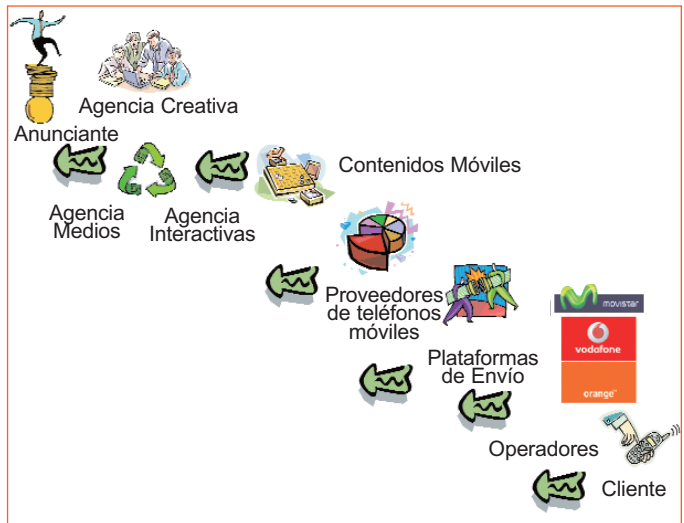 Agencia Creativa
Anunciante
Agencia
Medios
Agencia
Interactivas
Contenidos Móviles
Proveedores
de teléfonos
móviles
Plataformas
de Envío
movistar
vodafone
orange™
Operadores
Cliente